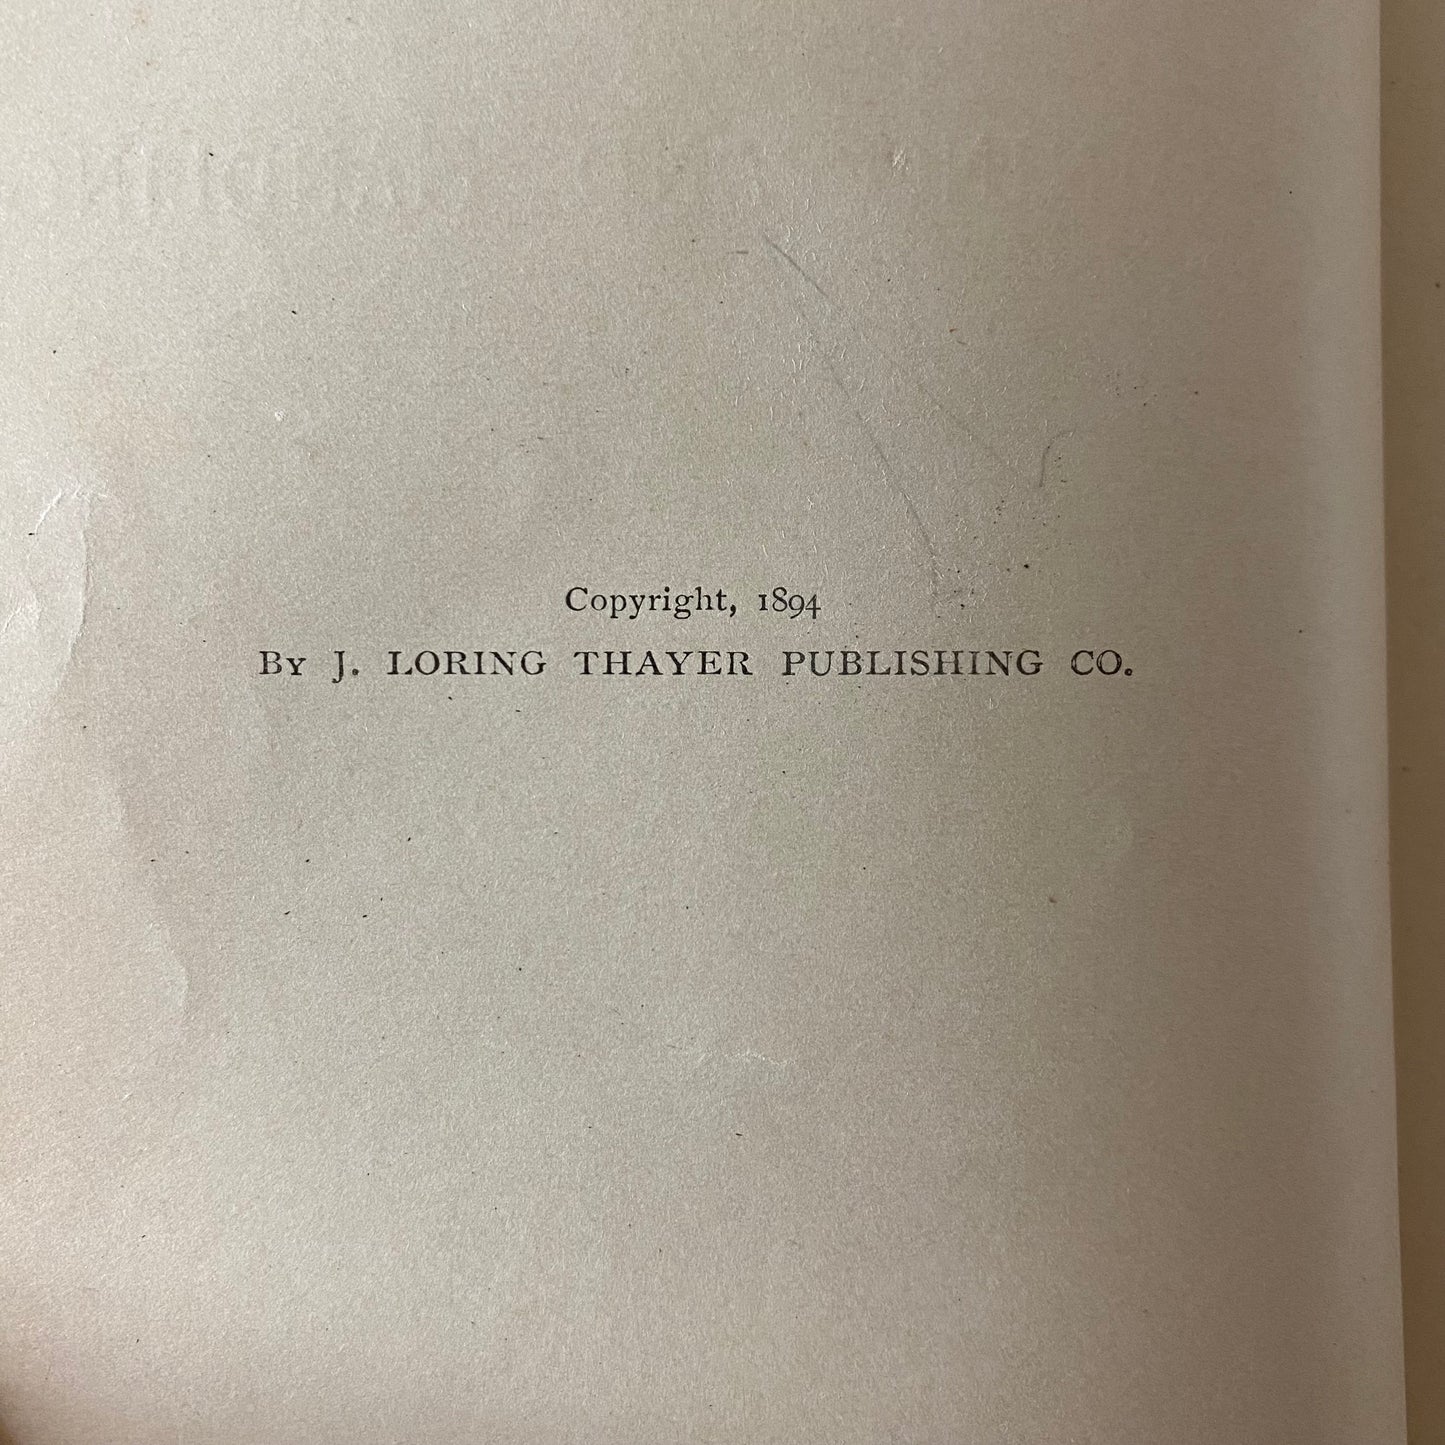 Copyright, 1894
By J. LORING THAYER PUBLISHING CO.